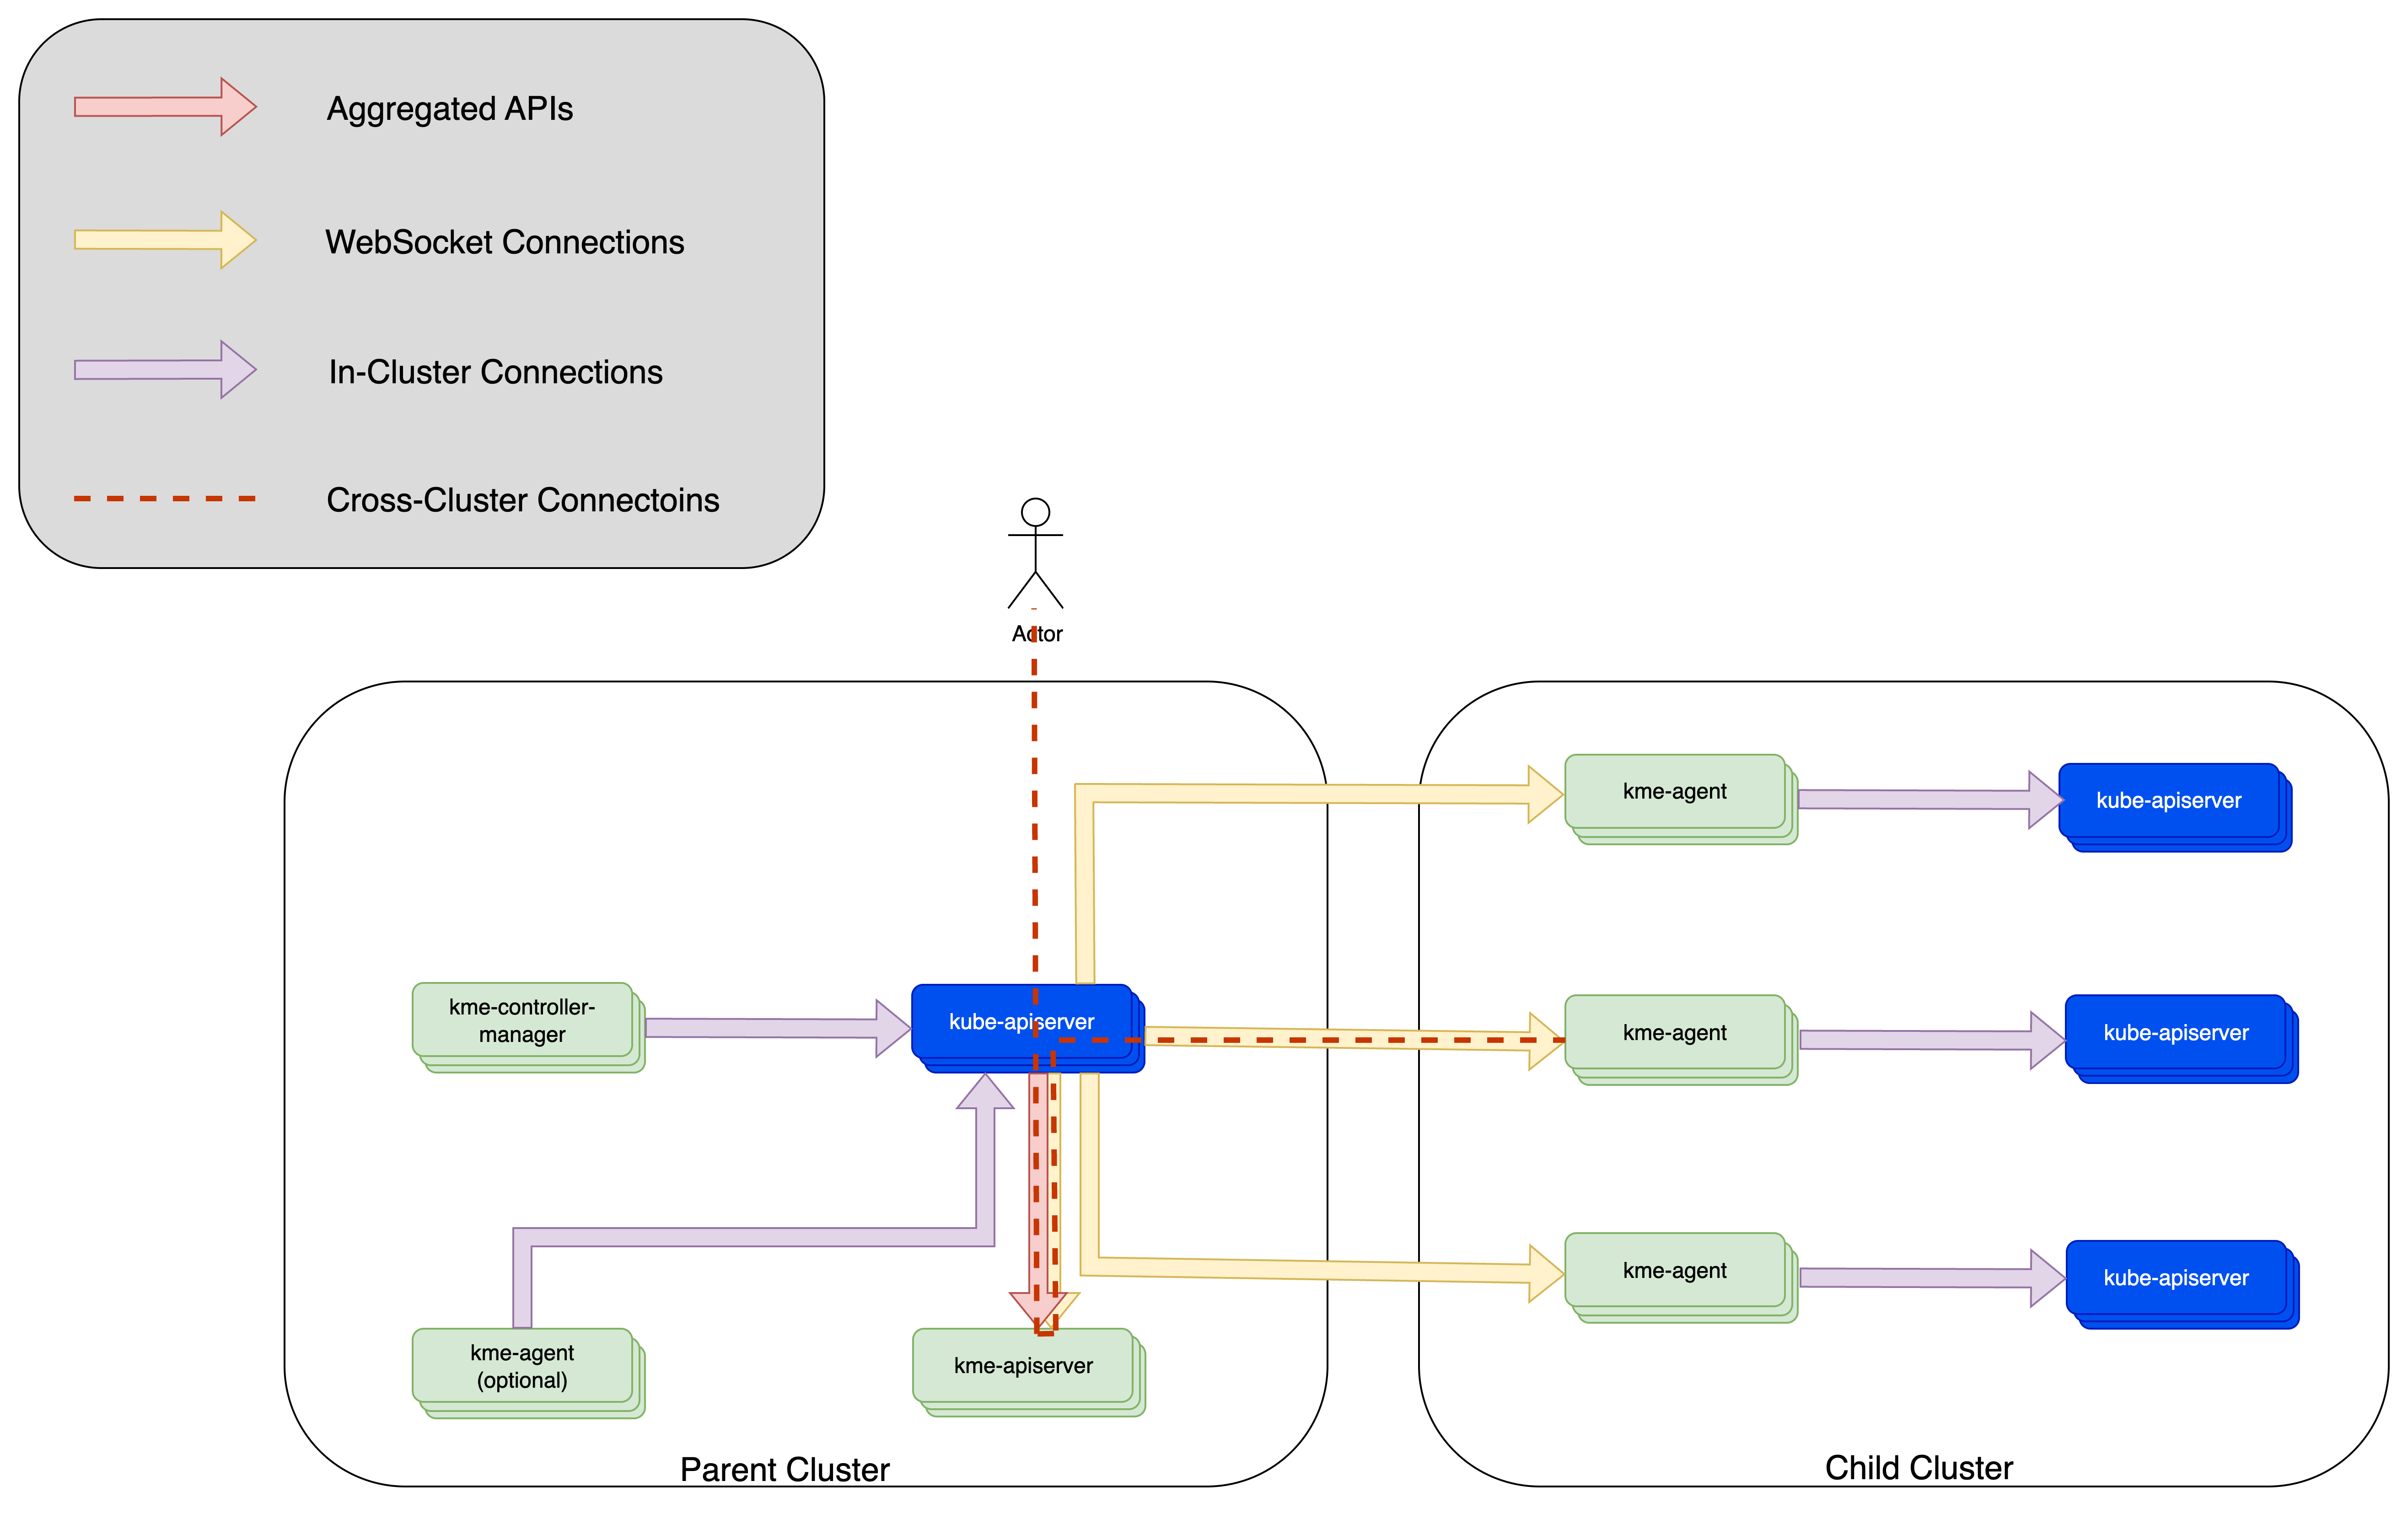 Aggregated APIs
WebSocket Connections
In-Cluster Connections
Cross-Cluster Connectoins
Actor
kme-agent
kube-apiserver
kme-controller-
manager
kube-apiserver
kme-agent
kube-apiserver
kme-agent
kube-apiserver
kme-agent
(optional)
kme-apiserver
Parent Cluster
Child Cluster